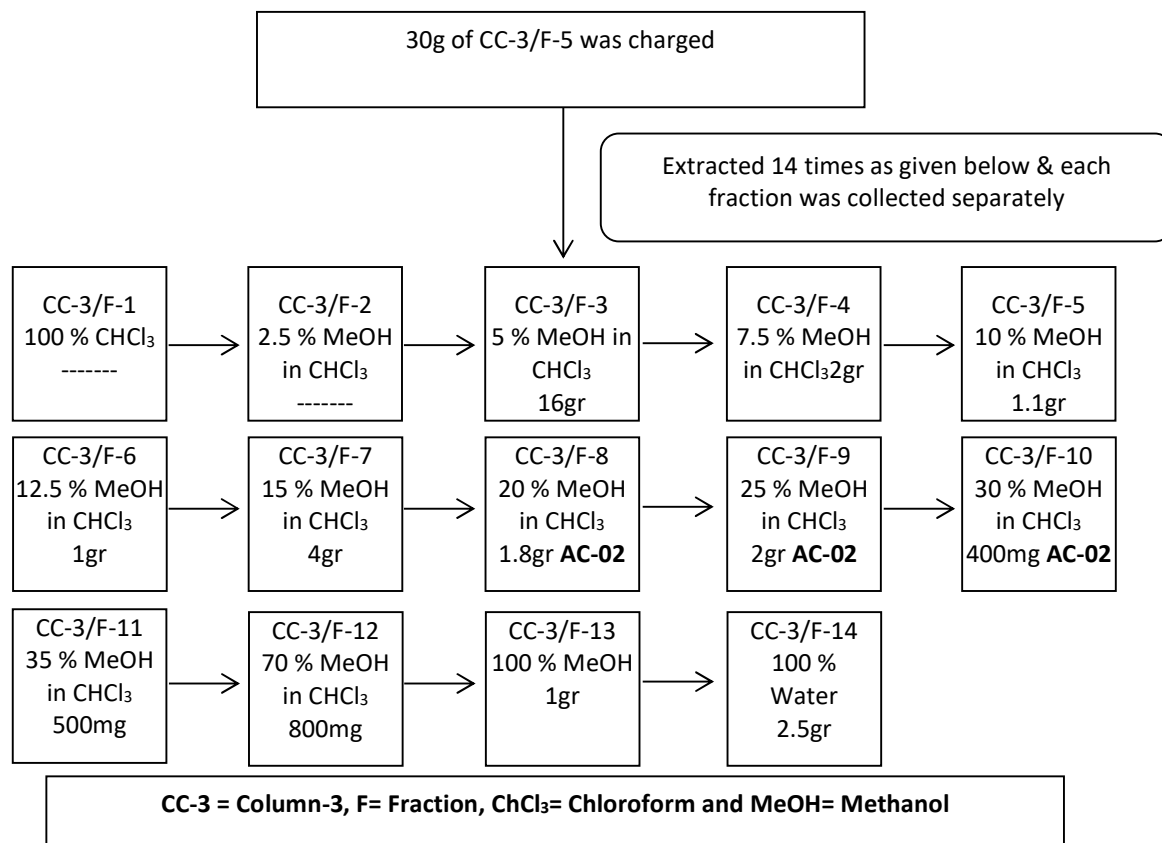 30g of CC-3/F-5 was charged
Extracted 14 times as given below & each
fraction was collected separately
CC-3/F-1
100 % CHCl₃
-------
CC-3/F-2
2.5 % MeOH
in CHCl₃
-------
CC-3/F-3
5 % MeOH in
CHCl₃
16gr
CC-3/F-4
7.5 % MeOH
in CHCl₃2gr
CC-3/F-5
10 % MeOH
in CHCl₃
1.1gr
CC-3/F-6
12.5 % MeOH
in CHCl₃
1gr
CC-3/F-7
15 % MeOH
in CHCl₃
4gr
CC-3/F-8
20 % MeOH
in CHCl₃
1.8gr AC-02
CC-3/F-9
25 % MeOH
in CHCl₃
2gr AC-02
CC-3/F-10
30 % MeOH
in CHCl₃
400mg AC-02
CC-3/F-11
35 % MeOH
in CHCl₃
500mg
CC-3/F-12
70 % MeOH
in CHCl₃
800mg
CC-3/F-13
100 % MeOH
1gr
CC-3/F-14
100 %
Water
2.5gr
CC-3 = Column-3, F= Fraction, ChCl₃= Chloroform and MeOH= Methanol